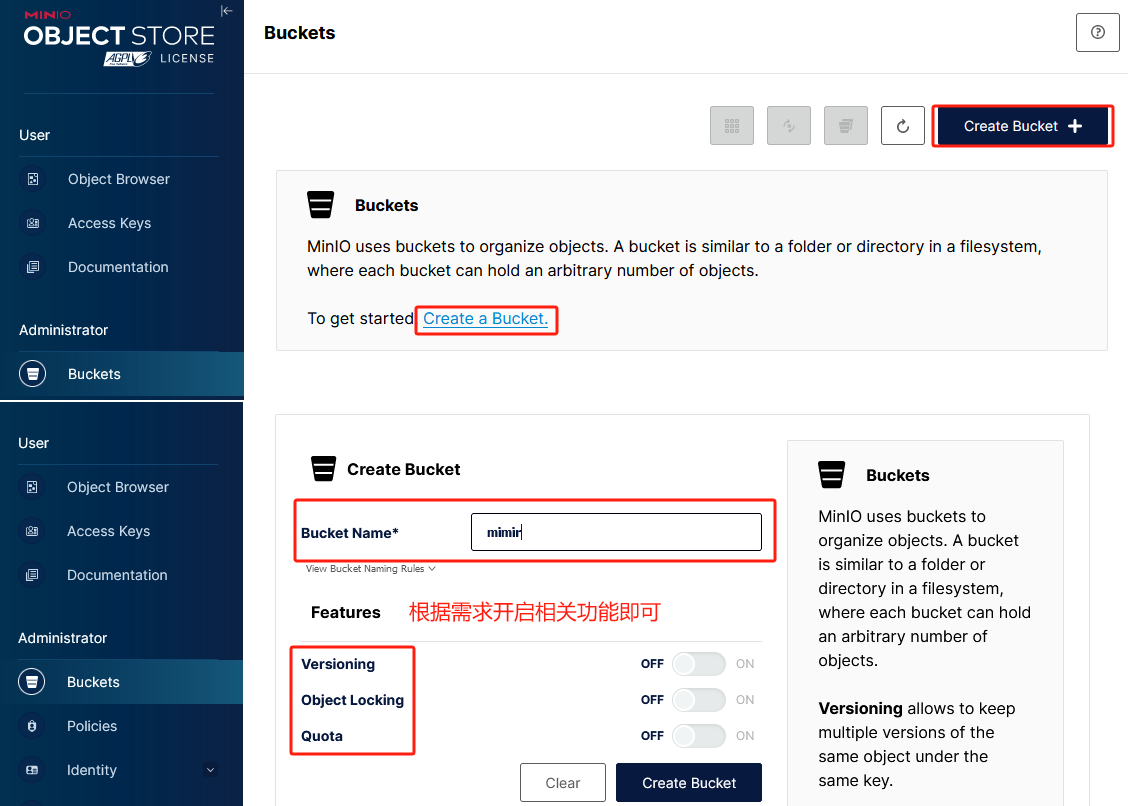 MINIO
OBJECT STORE
AGPLV3 LICENSE
User
Object Browser
Access Keys
Documentation
Administrator
Buckets
Buckets
Create Bucket
Buckets
MinIO uses buckets to organize objects. A bucket is similar to a folder or directory in a filesystem,
where each bucket can hold an arbitrary number of objects.
To get started Create a Bucket.
User
Object Browser
Access Keys
Documentation
Administrator
Buckets
Policies
Identity
Create Bucket
Bucket Name* mimir
View Bucket Naming Rules
Features 根据需求开启相关功能即可
Versioning OFF ON
Object Locking OFF ON
Quota OFF ON
Clear Create Bucket
Buckets
MinIO uses buckets to
organize objects. A bucket
is similar to a folder or
directory in a filesystem,
where each bucket can hold
an arbitrary number of
objects.
Versioning allows to keep
multiple versions of the
same object under the
same key.